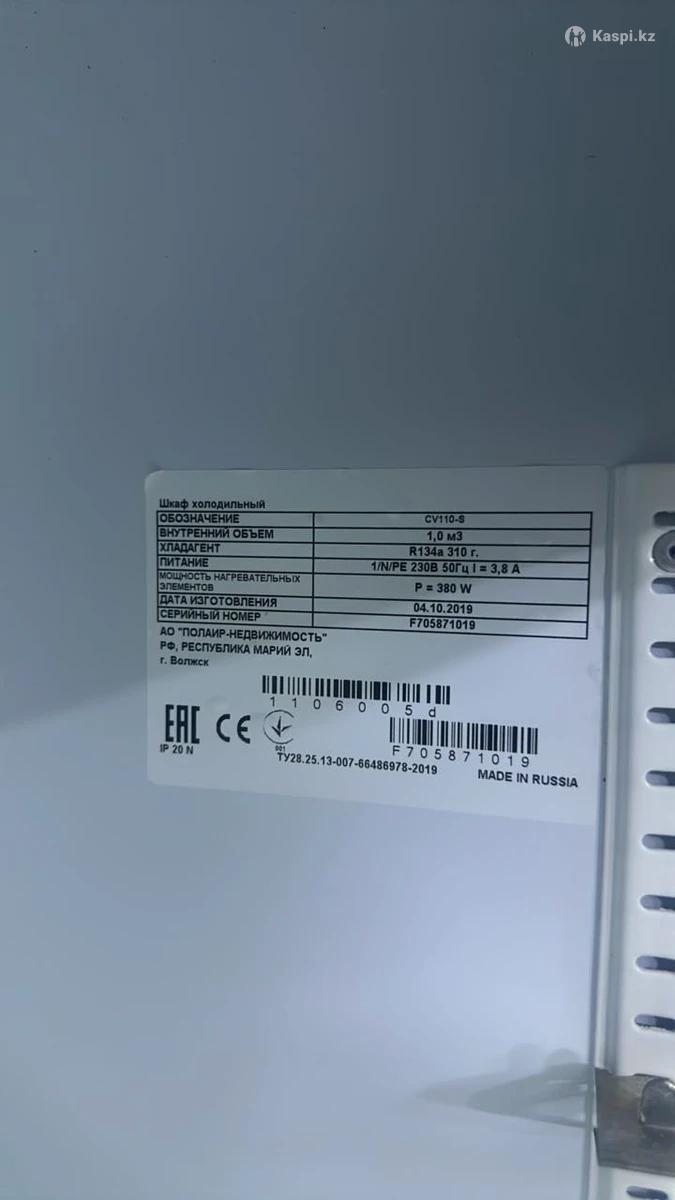 Kaspi.kz
Шкаф холодильный
ОБОЗНАЧЕНИЕ CV110-S
ВНУТРЕННИЙ ОБЪЕМ 1,0 м3
ХЛАДАГЕНТ R134a 310 г.
ПИТАНИЕ 1/N/PE 230В 50Гц I = 3,8 А
МОЩНОСТЬ НАГРЕВАТЕЛЬНЫХ
ЭЛЕМЕНТОВ P = 380 W
ДАТА ИЗГОТОВЛЕНИЯ 04.10.2019
СЕРИЙНЫЙ НОМЕР F705871019
АО "ПОЛАИР-НЕДВИЖИМОСТЬ"
РФ, РЕСПУБЛИКА МАРИЙ ЭЛ,
г. Волжск
1106005d
EAC CE
001
F705871019
IP 20 N
ТУ28.25.13-007-66486978-2019
MADE IN RUSSIA